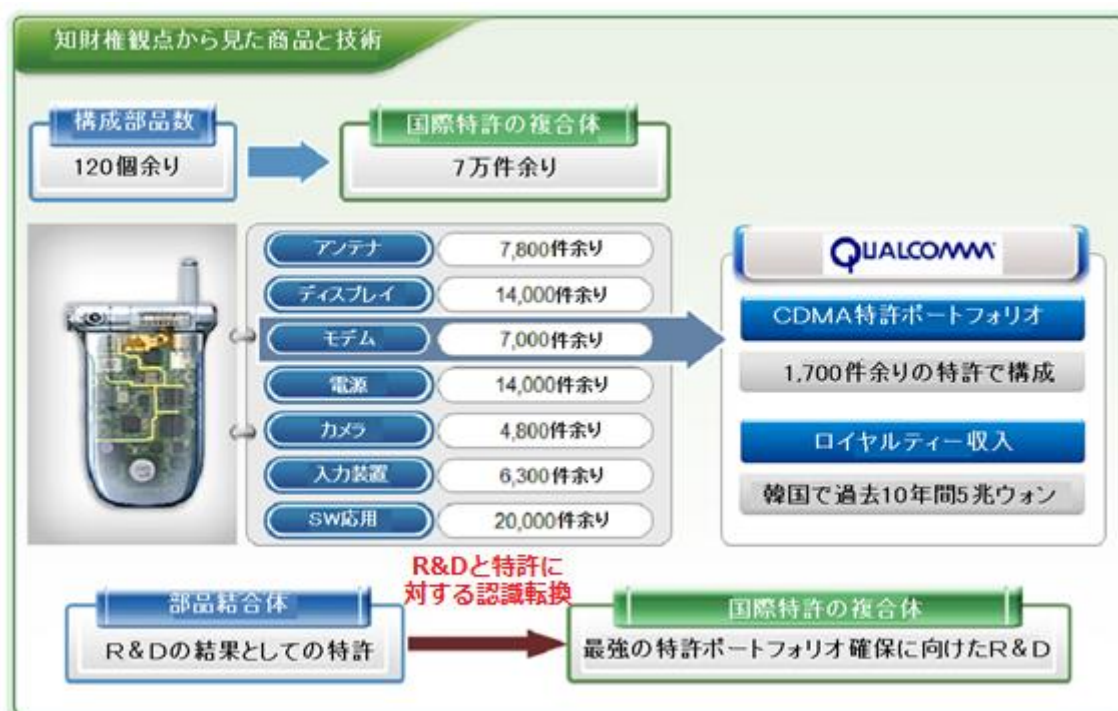 知財権観点から見た商品と技術
構成部品数
120個余り
国際特許の複合体
7万件余り
アンテナ
7,800件余り
ディスプレイ
14,000件余り
モデム
7,000件余り
電源
14,000件余り
カメラ
4,800件余り
入力装置
6,300件余り
SW応用
20,000件余り
QUALCOMM
CDMA特許ポートフォリオ
1,700件余りの特許で構成
ロイヤルティー収入
韓国で過去10年間5兆ウォン
R&Dと特許に
対する認識転換
部品結合体
R&Dの結果としての特許
国際特許の複合体
最強の特許ポートフォリオ確保に向けたR&D